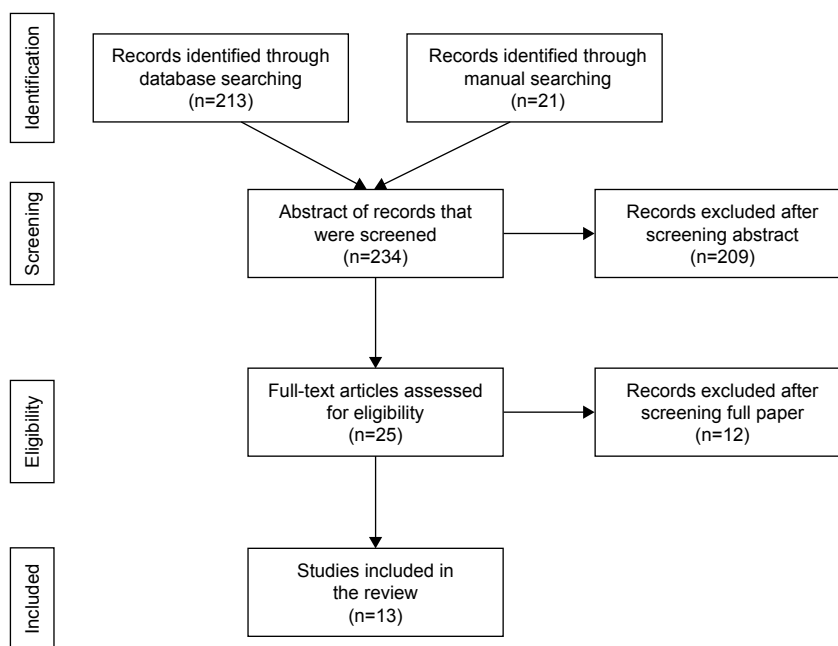 Identification
Records identified through
database searching
(n=213)
Records identified through
manual searching
(n=21)
Screening
Abstract of records that
were screened
(n=234)
Records excluded after
screening abstract
(n=209)
Eligibility
Full-text articles assessed
for eligibility
(n=25)
Records excluded after
screening full paper
(n=12)
Included
Studies included in
the review
(n=13)